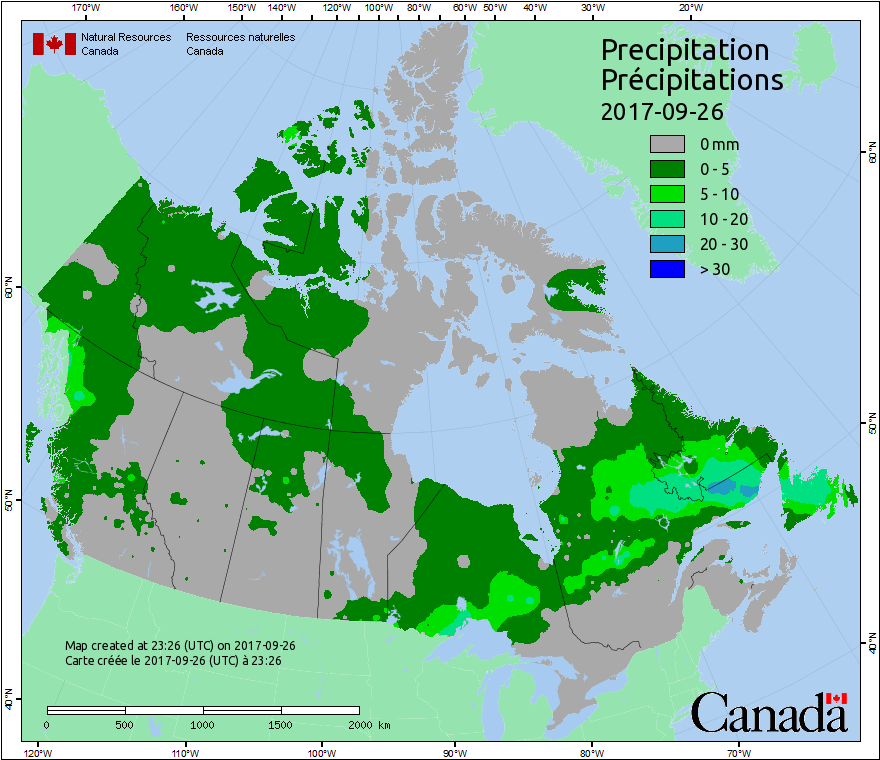 170°W 160°W 150°W 140°W 130°W 120°W 110°W 100°W 90°W 80°W 70°W 60°W 50°W 40°W 30°W 20°W
Natural Resources Canada
Ressources naturelles Canada
Precipitation
Précipitations
2017-09-26
0 mm
0 - 5
5 - 10
10 - 20
20 - 30
> 30
60°N
50°N
40°N
60°N
50°N
40°N
Map created at 23:26 (UTC) on 2017-09-26
Carte créée le 2017-09-26 (UTC) à 23:26
0 500 1000 1500 2000 km
Canada
120°W 110°W 100°W 90°W 80°W 70°W